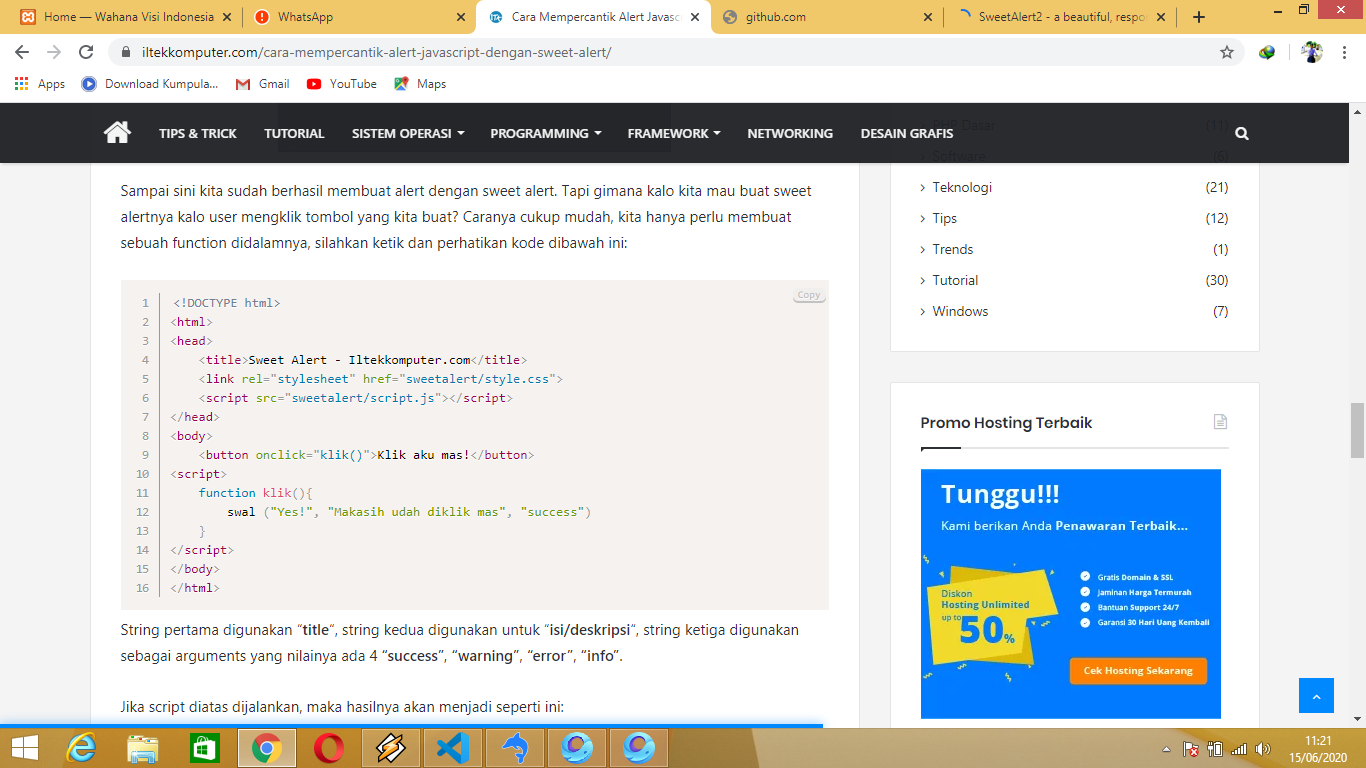 Home — Wahana Visi Indonesia
WhatsApp
Cara Mempercantik Alert Javasc
github.com
SweetAlert2 - a beautiful, respo
iltekkomputer.com/cara-mempercantik-alert-javascript-dengan-sweet-alert/
Apps
Download Kumpula...
Gmail
YouTube
Maps
TIPS & TRICK
TUTORIAL
SISTEM OPERASI
PROGRAMMING
FRAMEWORK
NETWORKING
DESAIN GRAFIS
Sampai sini kita sudah berhasil membuat alert dengan sweet alert. Tapi gimana kalo kita mau buat sweet
alertnya kalo user mengklik tombol yang kita buat? Caranya cukup mudah, kita hanya perlu membuat
sebuah function didalamnya, silahkan ketik dan perhatikan kode dibawah ini:
Copy
1 <!DOCTYPE html>
2 <html>
3 <head>
4 <title>Sweet Alert - Iltekkomputer.com</title>
5 <link rel="stylesheet" href="sweetalert/style.css">
6 <script src="sweetalert/script.js"></script>
7 </head>
8 <body>
9 <button onclick="klik()">Klik aku mas!</button>
10 <script>
11 function klik(){
12 swal ("Yes!", "Makasih udah diklik mas", "success")
13 }
14 </script>
15 </body>
16 </html>
String pertama digunakan “title“, string kedua digunakan untuk “isi/deskripsi“, string ketiga digunakan
sebagai arguments yang nilainya ada 4 “success”, “warning”, “error”, “info”.
Jika script diatas dijalankan, maka hasilnya akan menjadi seperti ini:
PHP Dasar (11)
Software (6)
Teknologi (21)
Tips (12)
Trends (1)
Tutorial (30)
Windows (7)
Promo Hosting Terbaik
Tunggu!!!
Kami berikan Anda Penawaran Terbaik...
Diskon
Hosting Unlimited
up to 50%
Gratis Domain & SSL
Jaminan Harga Termurah
Bantuan Support 24/7
Garansi 30 Hari Uang Kembali
Cek Hosting Sekarang
11:21
15/06/2020